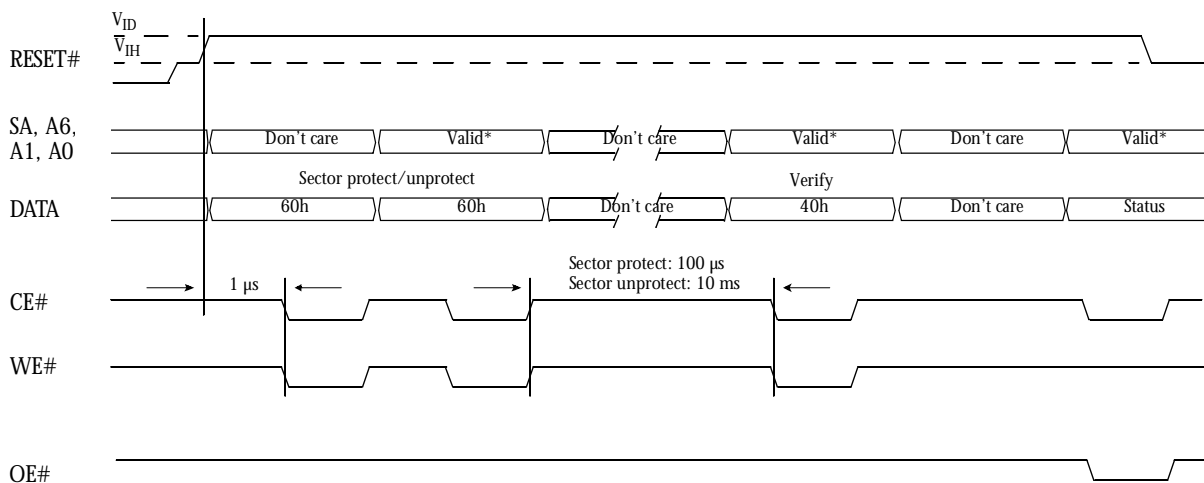 VID
VIH
RESET#
SA, A6,
A1, A0
Don't care Valid* Don't care Valid* Don't care Valid*
Sector protect/unprotect Verify
DATA
60h 60h Don't care 40h Don't care Status
Sector protect: 100 µs
Sector unprotect: 10 ms
1 µs
CE#
WE#
OE#